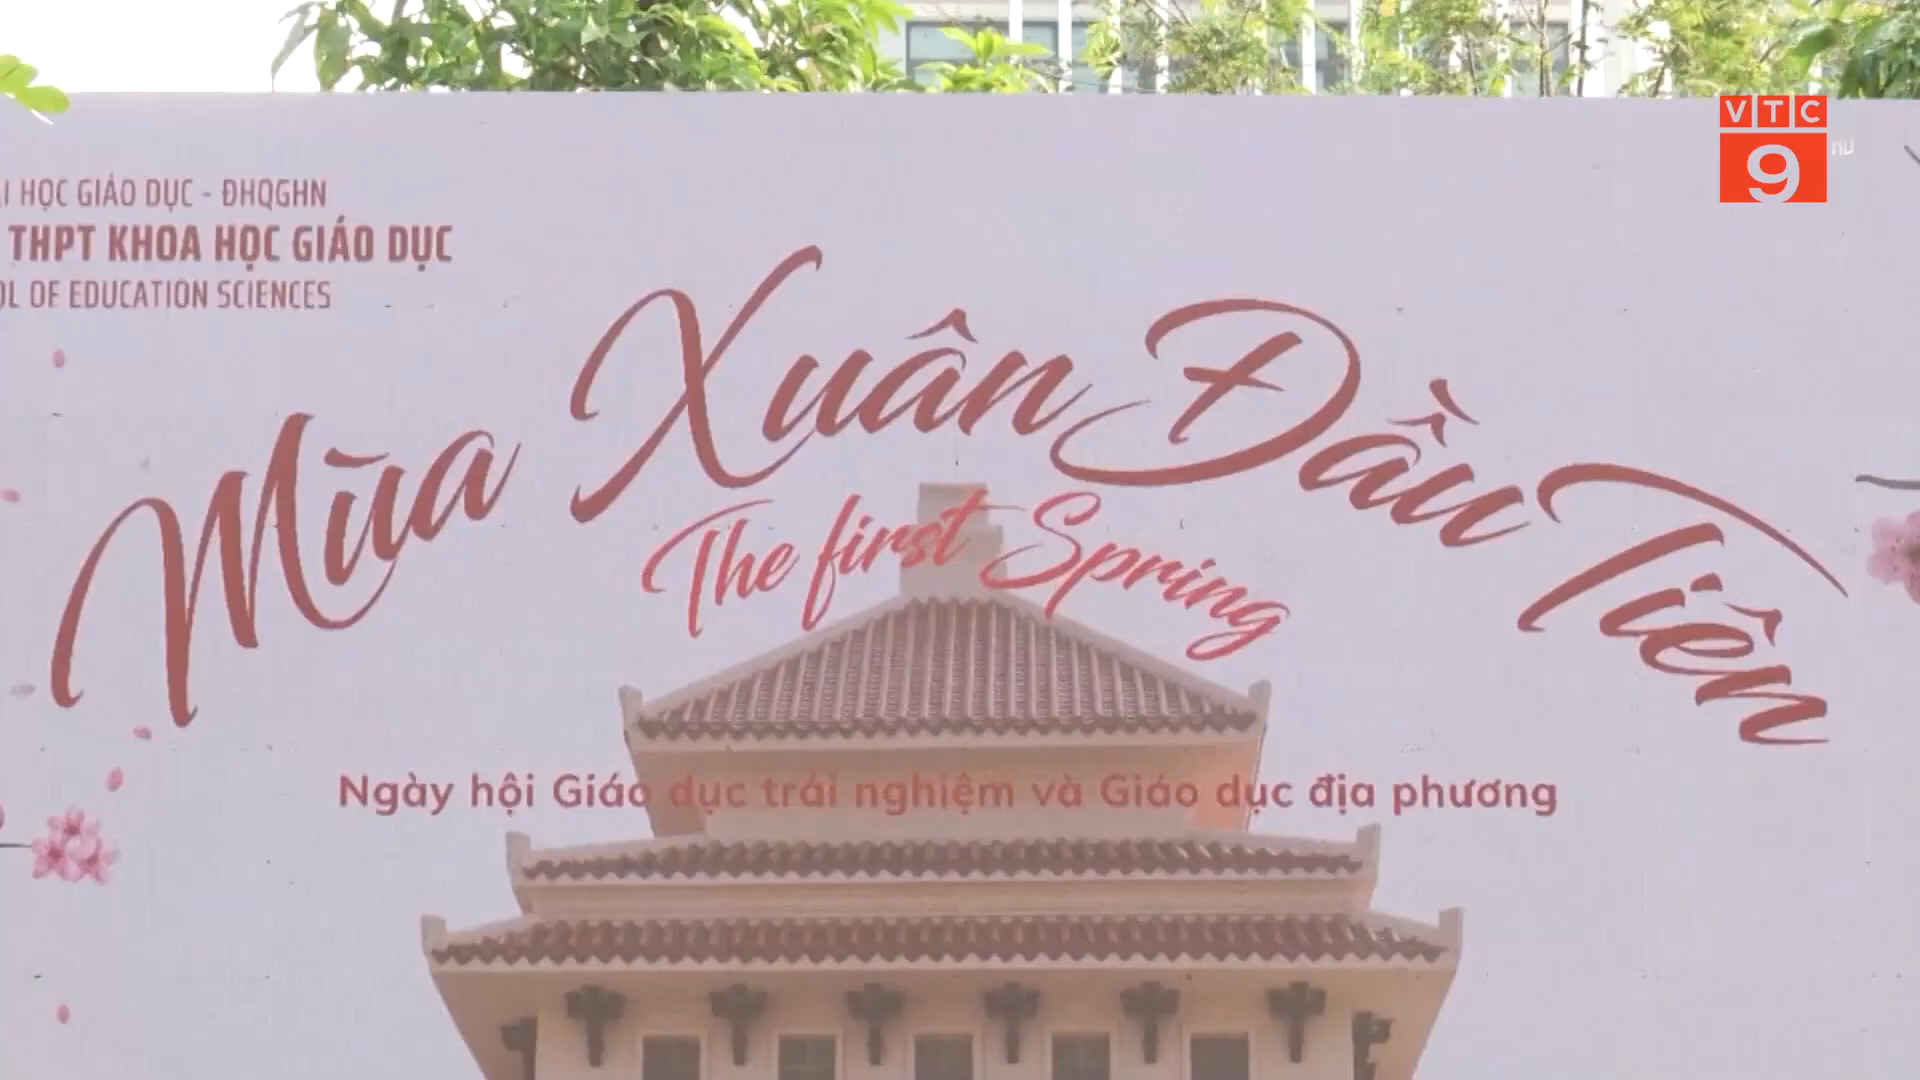 HỌC GIÁO DỤC - ĐHQGHN
THPT KHOA HỌC GIÁO DỤC
OF EDUCATION SCIENCES
VTC
9
HD
Mùa Xuân Đầu Tiên
The first Spring
Ngày hội Giáo dục trải nghiệm và Giáo dục địa phương